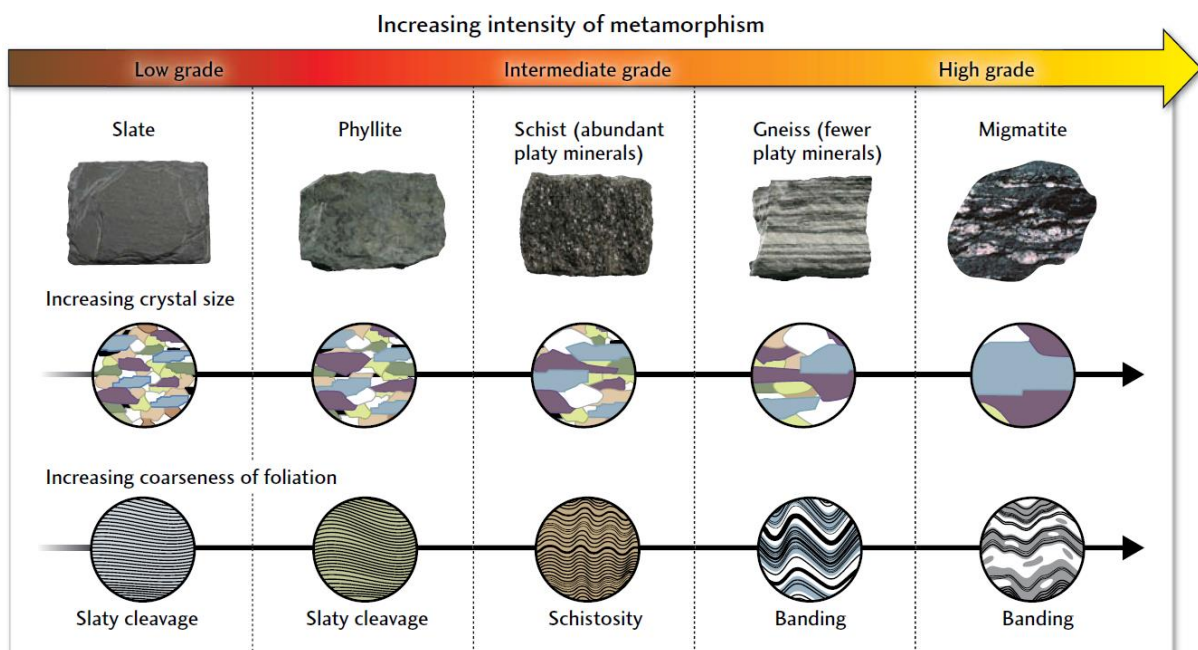 Increasing intensity of metamorphism
Low grade
Intermediate grade
High grade
Slate
Phyllite
Schist (abundant
platy minerals)
Gneiss (fewer
platy minerals)
Migmatite
Increasing crystal size
Increasing coarseness of foliation
Slaty cleavage
Slaty cleavage
Schistosity
Banding
Banding